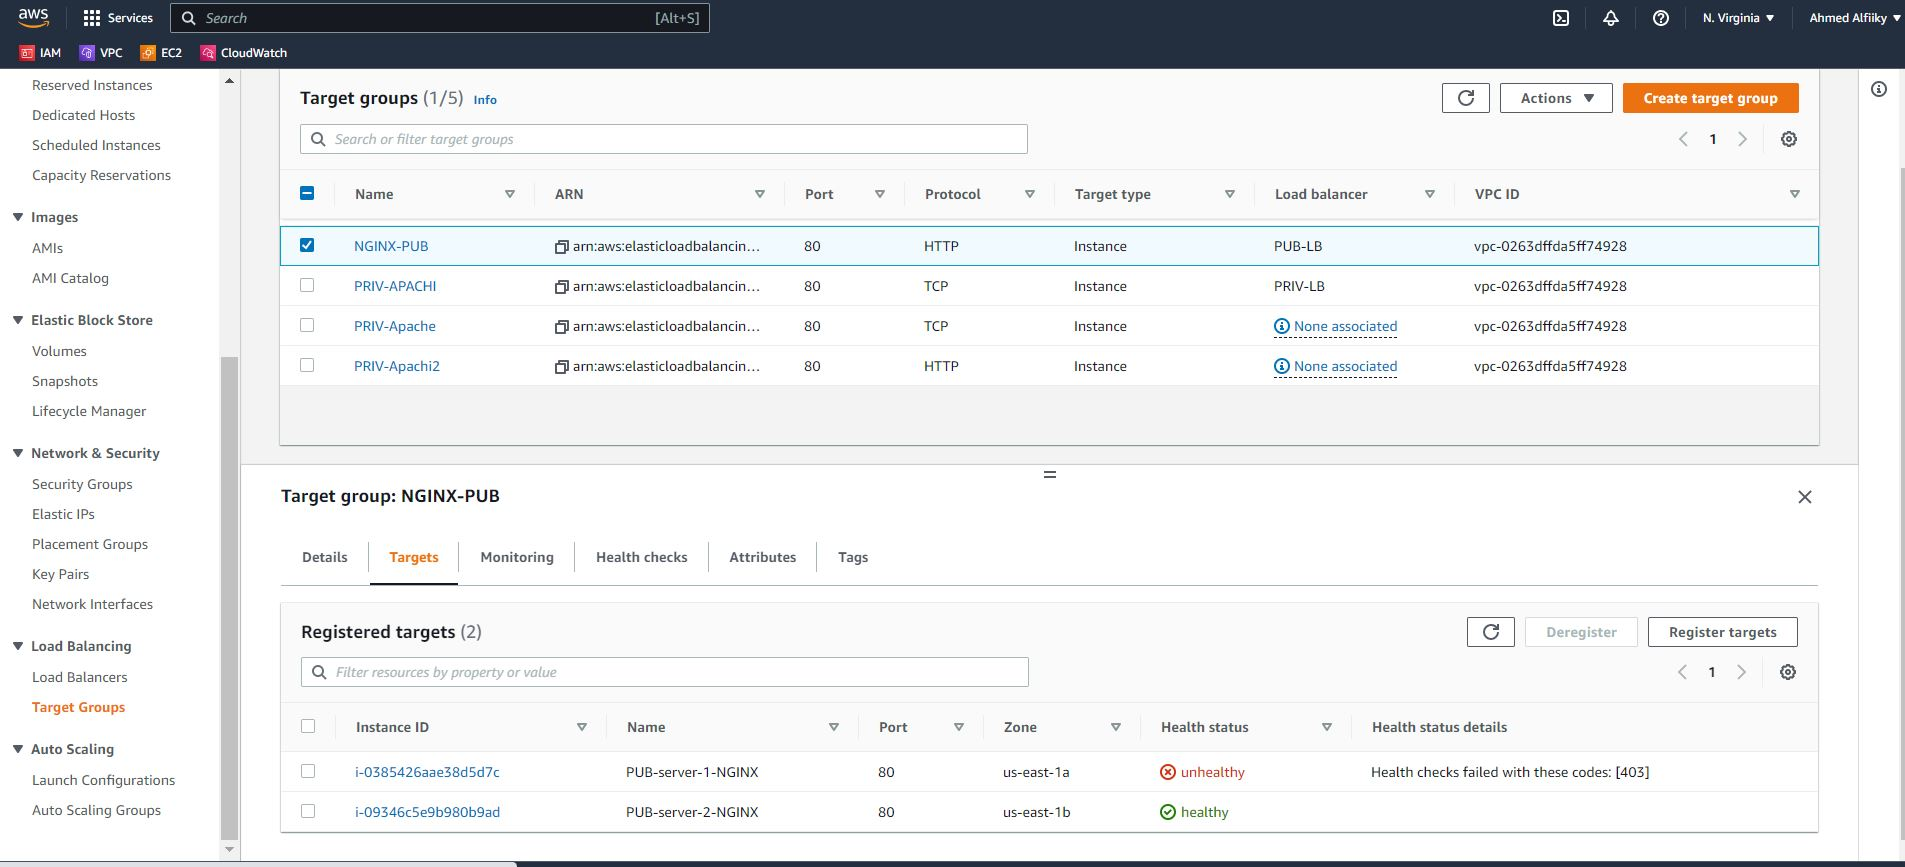 aws Services Search [Alt+S] N. Virginia Ahmed Alfiiky
IAM VPC EC2 CloudWatch
Reserved Instances
Dedicated Hosts
Scheduled Instances
Capacity Reservations
Images
AMIs
AMI Catalog
Elastic Block Store
Volumes
Snapshots
Lifecycle Manager
Network & Security
Security Groups
Elastic IPs
Placement Groups
Key Pairs
Network Interfaces
Load Balancing
Load Balancers
Target Groups
Auto Scaling
Launch Configurations
Auto Scaling Groups
Target groups (1/5) Info Actions Create target group
Search or filter target groups 1
Name ARN Port Protocol Target type Load balancer VPC ID
NGINX-PUB arn:aws:elasticloadbalancin... 80 HTTP Instance PUB-LB vpc-0263dffda5ff74928
PRIV-APACHI arn:aws:elasticloadbalancin... 80 TCP Instance PRIV-LB vpc-0263dffda5ff74928
PRIV-Apache arn:aws:elasticloadbalancin... 80 TCP Instance None associated vpc-0263dffda5ff74928
PRIV-Apachi2 arn:aws:elasticloadbalancin... 80 HTTP Instance None associated vpc-0263dffda5ff74928
Target group: NGINX-PUB
Details Targets Monitoring Health checks Attributes Tags
Registered targets (2) Deregister Register targets
Filter resources by property or value 1
Instance ID Name Port Zone Health status Health status details
i-0385426aae38d5d7c PUB-server-1-NGINX 80 us-east-1a unhealthy Health checks failed with these codes: [403]
i-09346c5e9b980b9ad PUB-server-2-NGINX 80 us-east-1b healthy